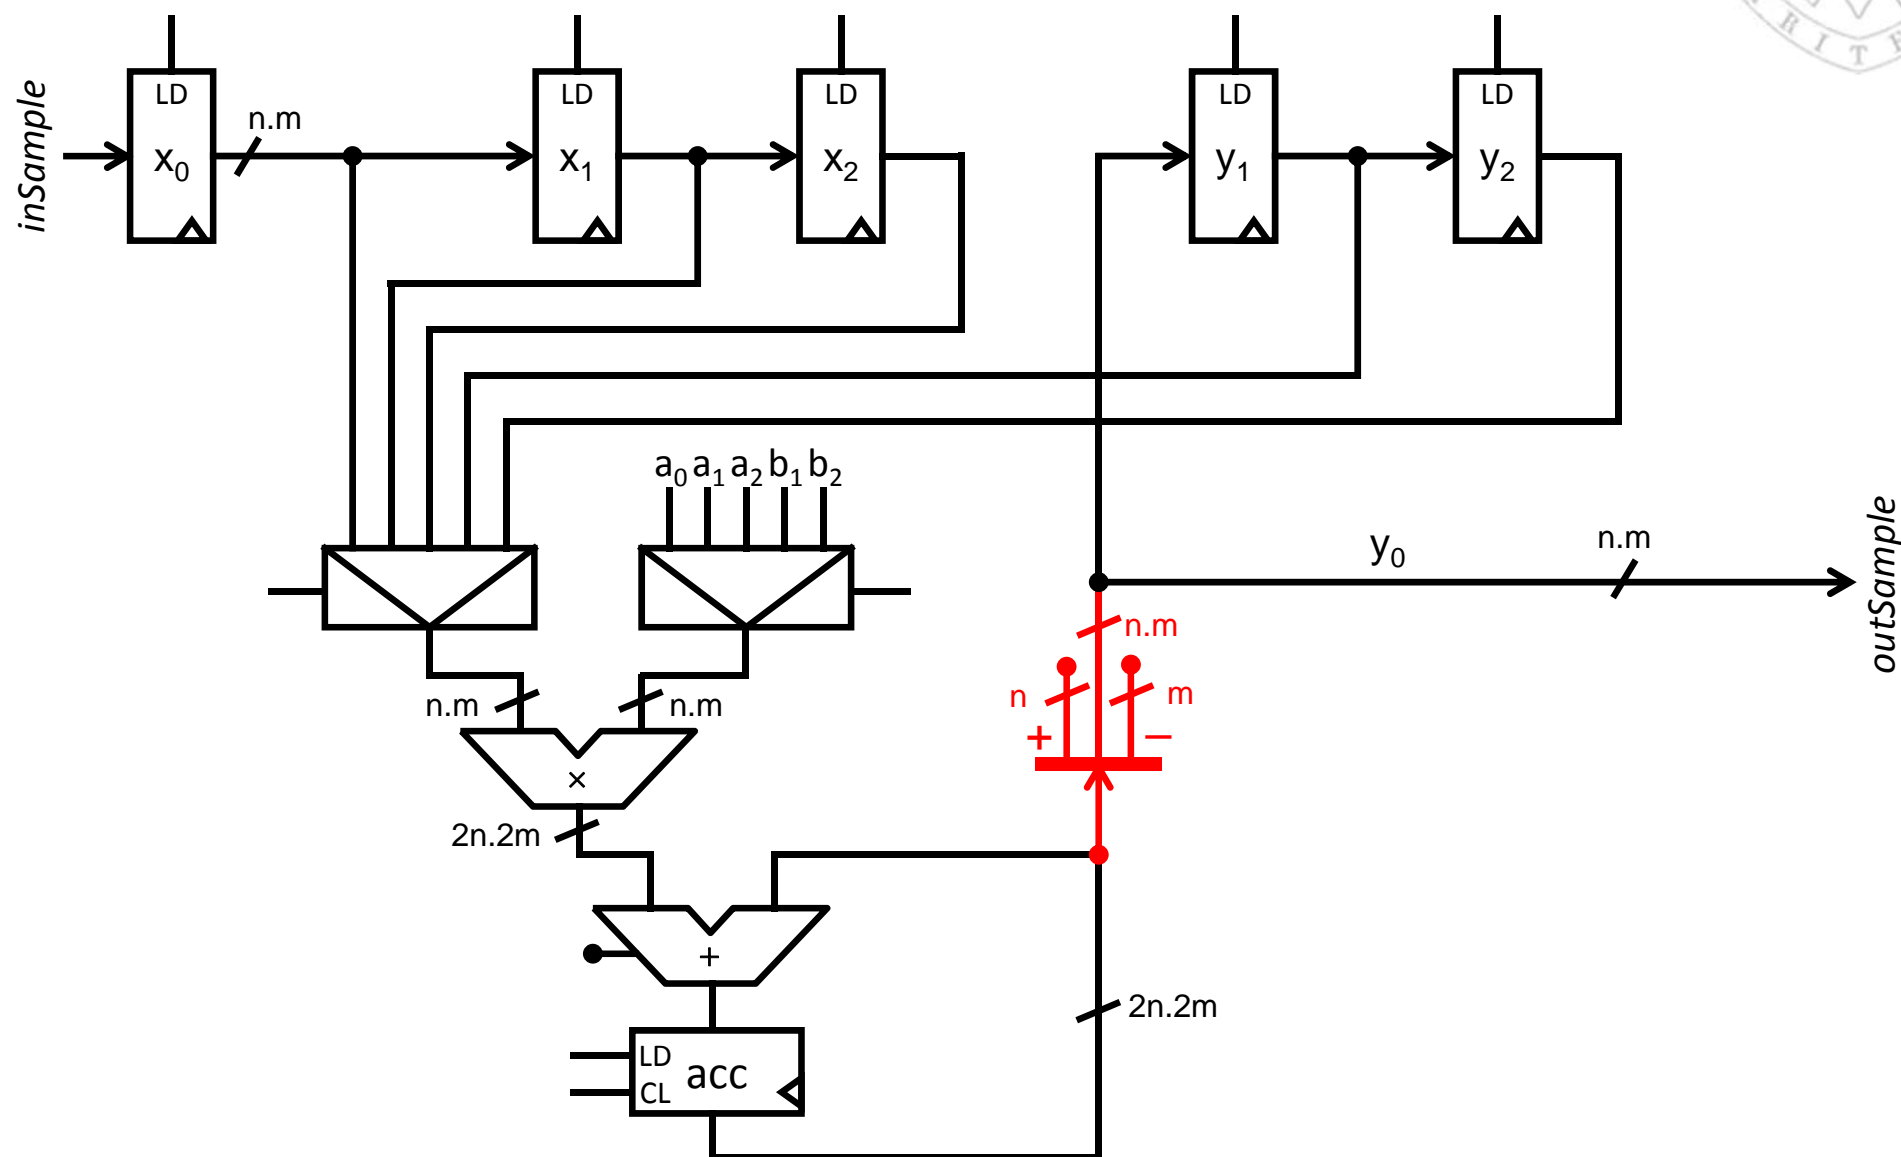 RITE
LD LD LD LD LD
inSample
n.m
x0 x1 x2 y1 y2
a0 a1 a2 b1 b2
y0
n.m
outSample
n.m
n m
n.m n.m
+ −
×
2n.2m
+
2n.2m
LD
acc
CL